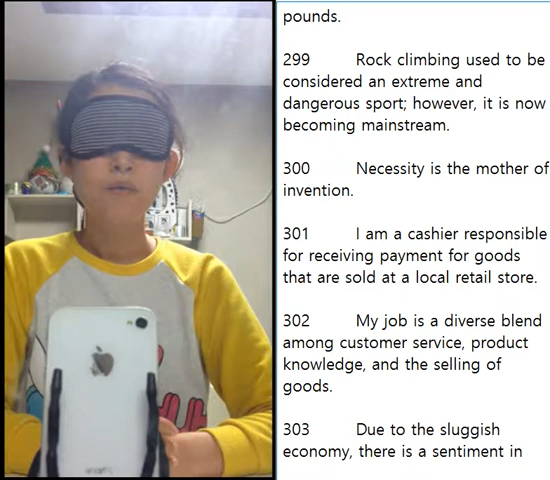 pounds.
299 Rock climbing used to be
considered an extreme and
dangerous sport; however, it is now
becoming mainstream.
300 Necessity is the mother of
invention.
301 I am a cashier responsible
for receiving payment for goods
that are sold at a local retail store.
302 My job is a diverse blend
among customer service, product
knowledge, and the selling of
goods.
303 Due to the sluggish
economy, there is a sentiment in